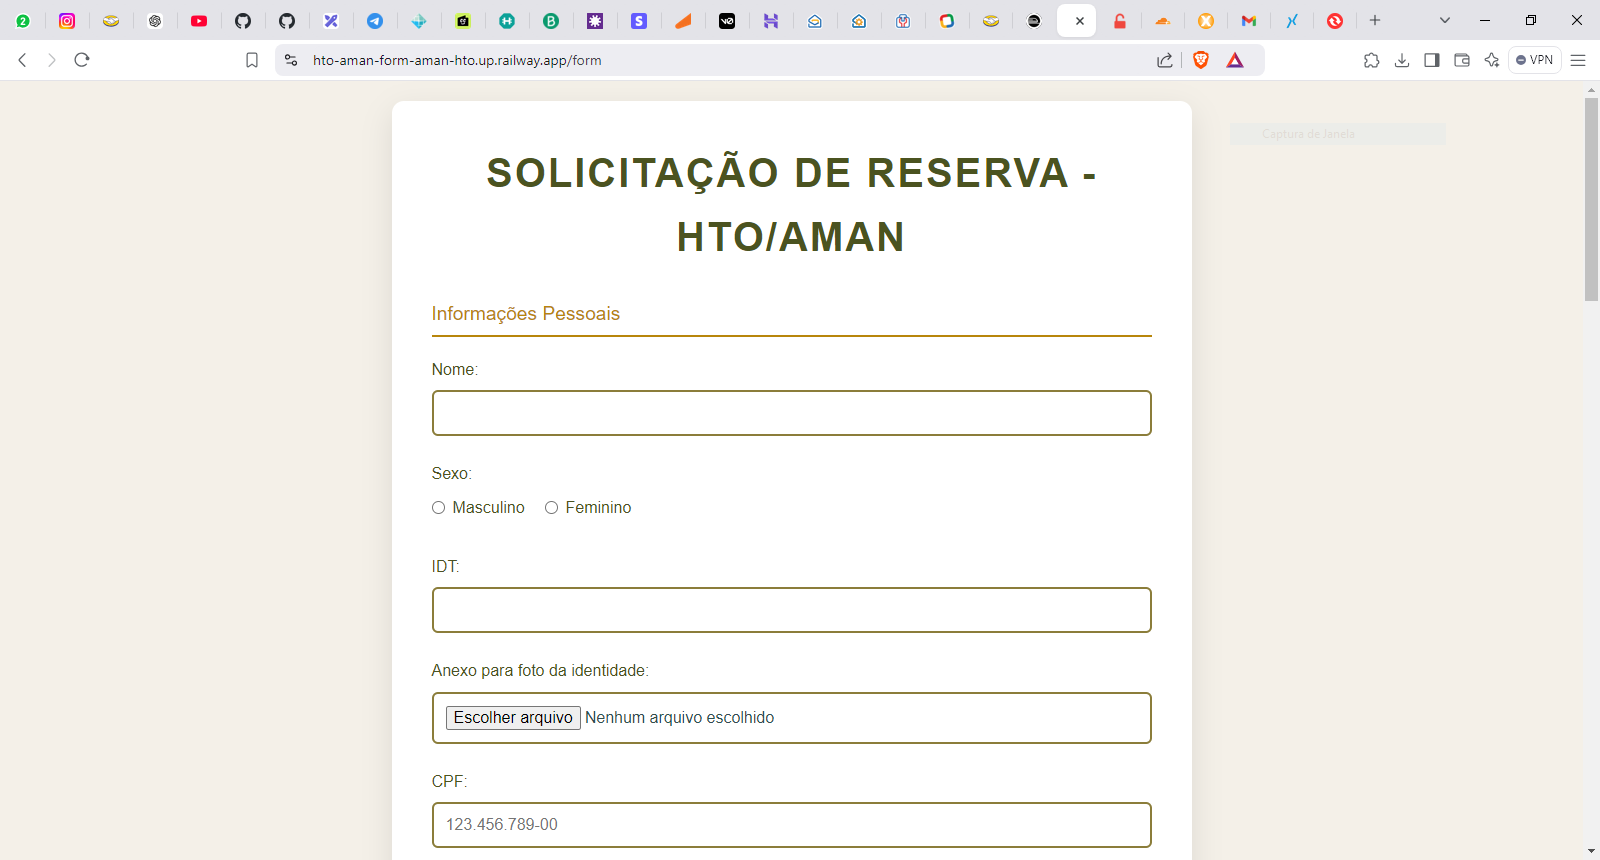 2
hto-aman-form-aman-hto.up.railway.app/form
VPN
Captura de Janela
SOLICITAÇÃO DE RESERVA -
HTO/AMAN
Informações Pessoais
Nome:
Sexo:
Masculino Feminino
IDT:
Anexo para foto da identidade:
Escolher arquivo Nenhum arquivo escolhido
CPF:
123.456.789-00